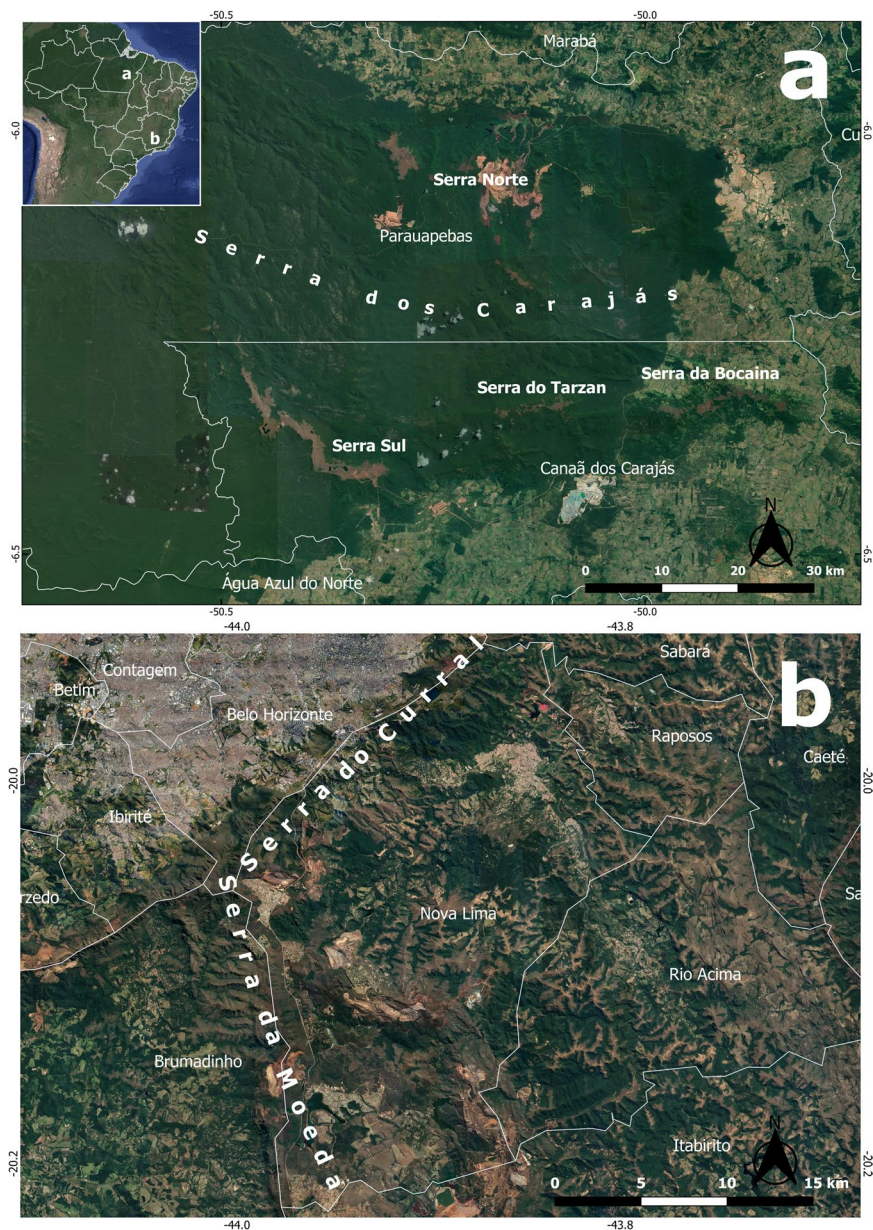 -50.5
-50.0
a
b
Marabá
a
-6.0
-6.0
Cu
Serra Norte
Parauapebas
Serra dos Carajás
Serra da Bocaina
Serra do Tarzan
Serra Sul
Canaã dos Carajás
N
-6.5
-6.5
Água Azul do Norte
0 10 20 30 km
-50.5
-50.0
-44.0
-43.8
Sabará
Contagem
Betim
b
Belo Horizonte
Raposos
Caeté
-20.0
-20.0
Serra do Curral
Ibirité
rzedo
Sa
Nova Lima
Serra da Moeda
Rio Acima
Brumadinho
N
Itabirito
-20.2
-20.2
0 5 10 15 km
-44.0
-43.8